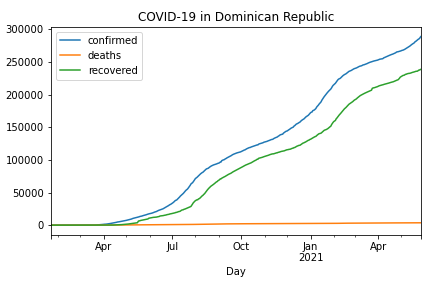 COVID-19 in Dominican Republic
confirmed
deaths
recovered
300000
250000
200000
150000
100000
50000
0
Apr Jul Oct Jan Apr
2021
Day